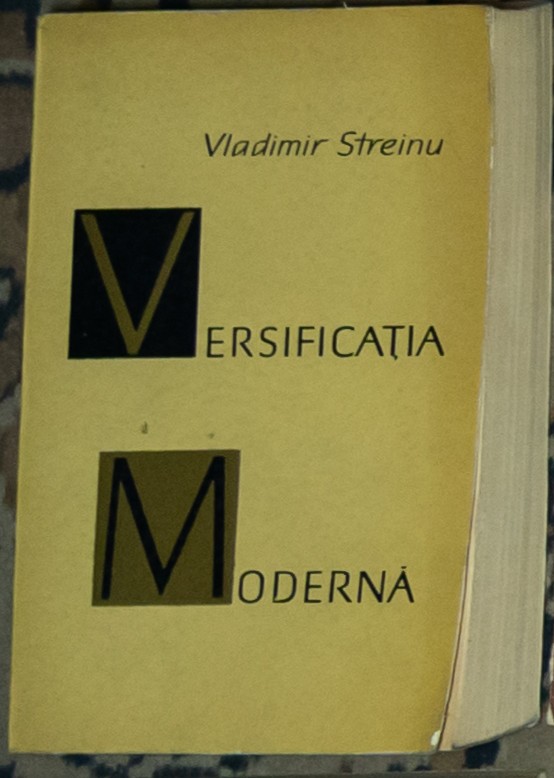 Vladimir Streinu
VERSIFICAȚIA
MODERNĂ